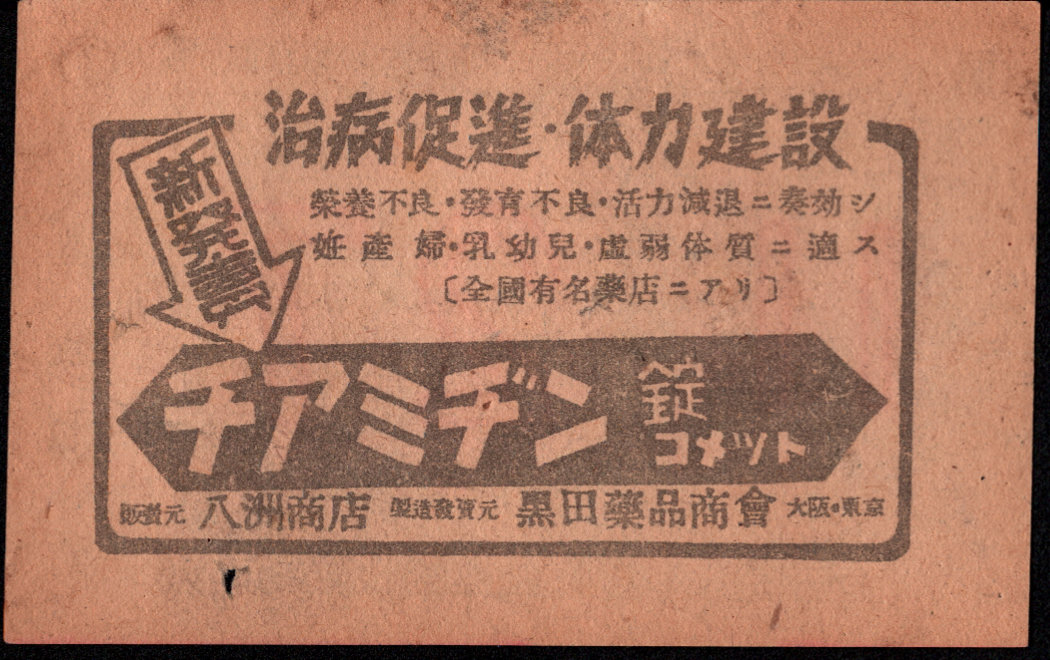 治病促進・体力建設
新発賣
榮養不良・發育不良・活力減退ニ奏効シ
姙産婦・乳幼兒・虚弱体質ニ適ス
〔全國有名藥店ニアリ〕
チアミヂン錠
コメツト
販賣元 八洲商店 製造發賣元 黒田藥品商會 大阪・東京